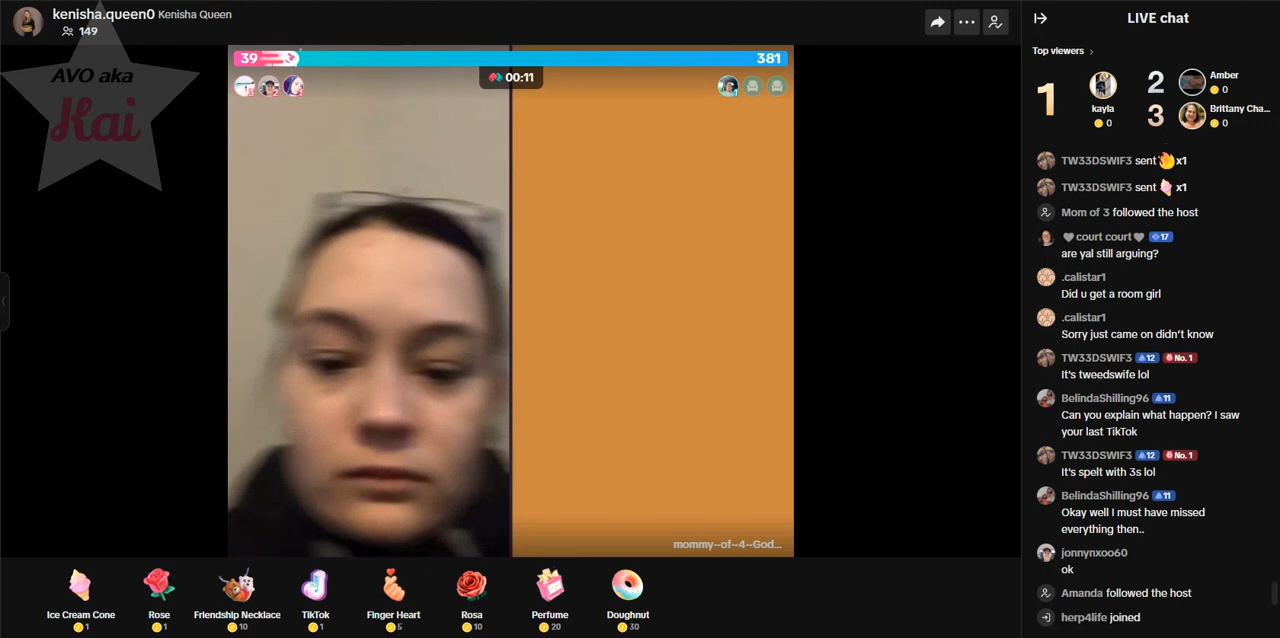 kenisha.queen0 Kenisha Queen
149
AVO aka
Kai
39
381
00:11
mommy~of~4~God...
Ice Cream Cone
1
Rose
1
Friendship Necklace
10
TikTok
1
Finger Heart
5
Rosa
10
Perfume
20
Doughnut
30
LIVE chat
Top viewers
1
kayla
0
2
Amber
0
3
Brittany Cha...
0
TW33DSWIF3 sent x1
TW33DSWIF3 sent x1
Mom of 3 followed the host
court court 17
are yal still arguing?
.calistar1
Did u get a room girl
.calistar1
Sorry just came on didn't know
TW33DSWIF3 12 No. 1
It's tweedswife lol
BelindaShilling96 11
Can you explain what happen? I saw
your last TikTok
TW33DSWIF3 12 No. 1
It's spelt with 3s lol
BelindaShilling96 11
Okay well I must have missed
everything then..
jonnynxoo60
ok
Amanda followed the host
herp4life joined